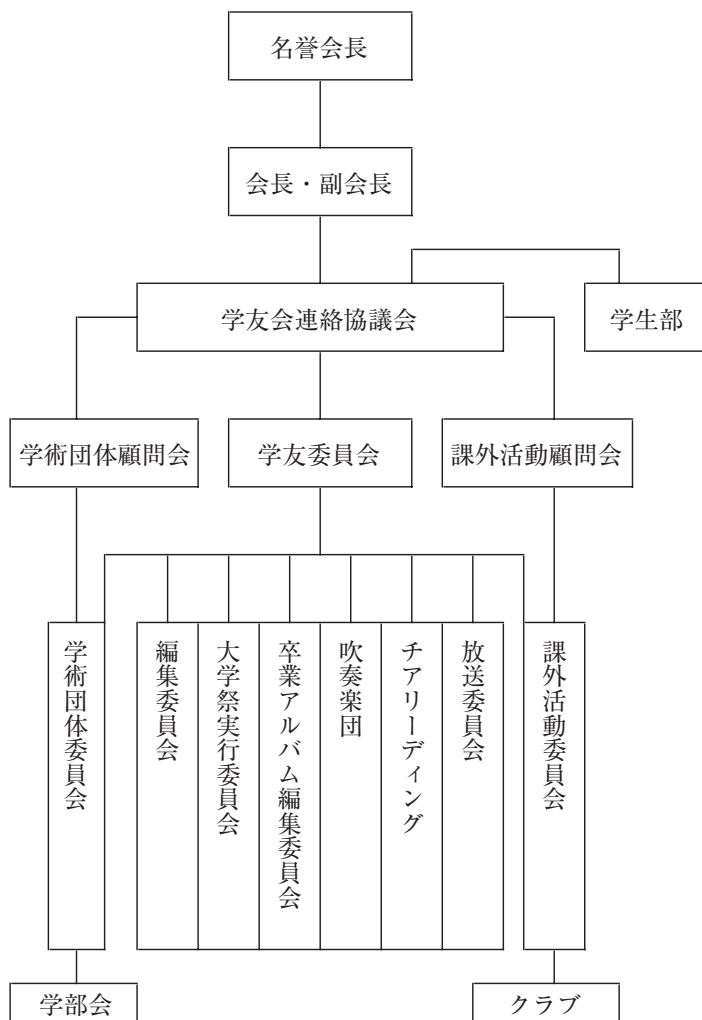 名誉会長
会長・副会長
学友会連絡協議会
学生部
学術団体顧問会
学友委員会
課外活動顧問会
学術団体委員会
編集委員会
大学祭実行委員会
卒業アルバム編集委員会
吹奏楽団
チアリーディング
放送委員会
課外活動委員会
学部会
クラブ